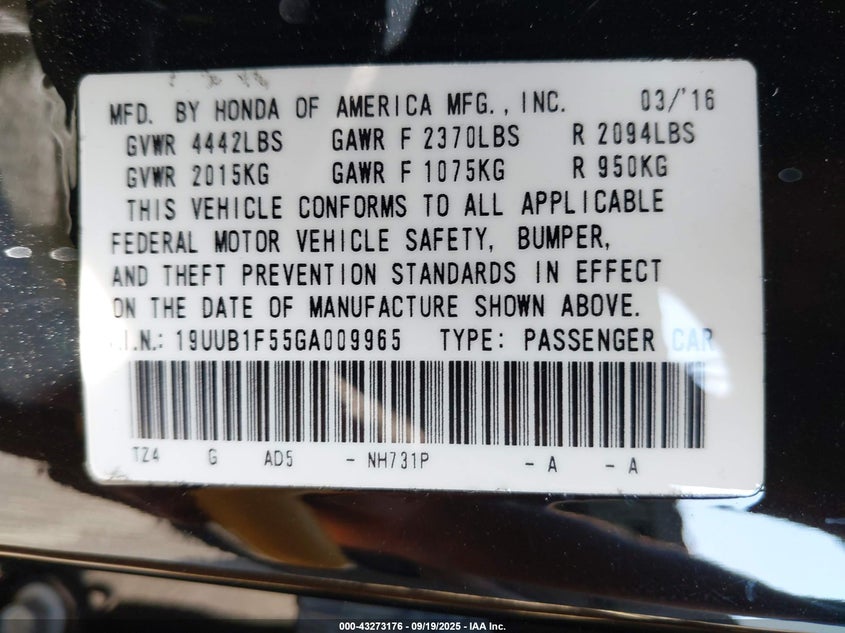 MFD. BY HONDA OF AMERICA MFG., INC. 03/'16
GVWR 4442LBS GAWR F 2370LBS R 2094LBS
GVWR 2015KG GAWR F 1075KG R 950KG
THIS VEHICLE CONFORMS TO ALL APPLICABLE
FEDERAL MOTOR VEHICLE SAFETY, BUMPER,
AND THEFT PREVENTION STANDARDS IN EFFECT
ON THE DATE OF MANUFACTURE SHOWN ABOVE.
.I.N.: 19UUB1F55GA009965 TYPE: PASSENGER CAR
TZ4 G AD5 - NH731P - A - A
000-43273176 - 09/19/2025 - IAA Inc.